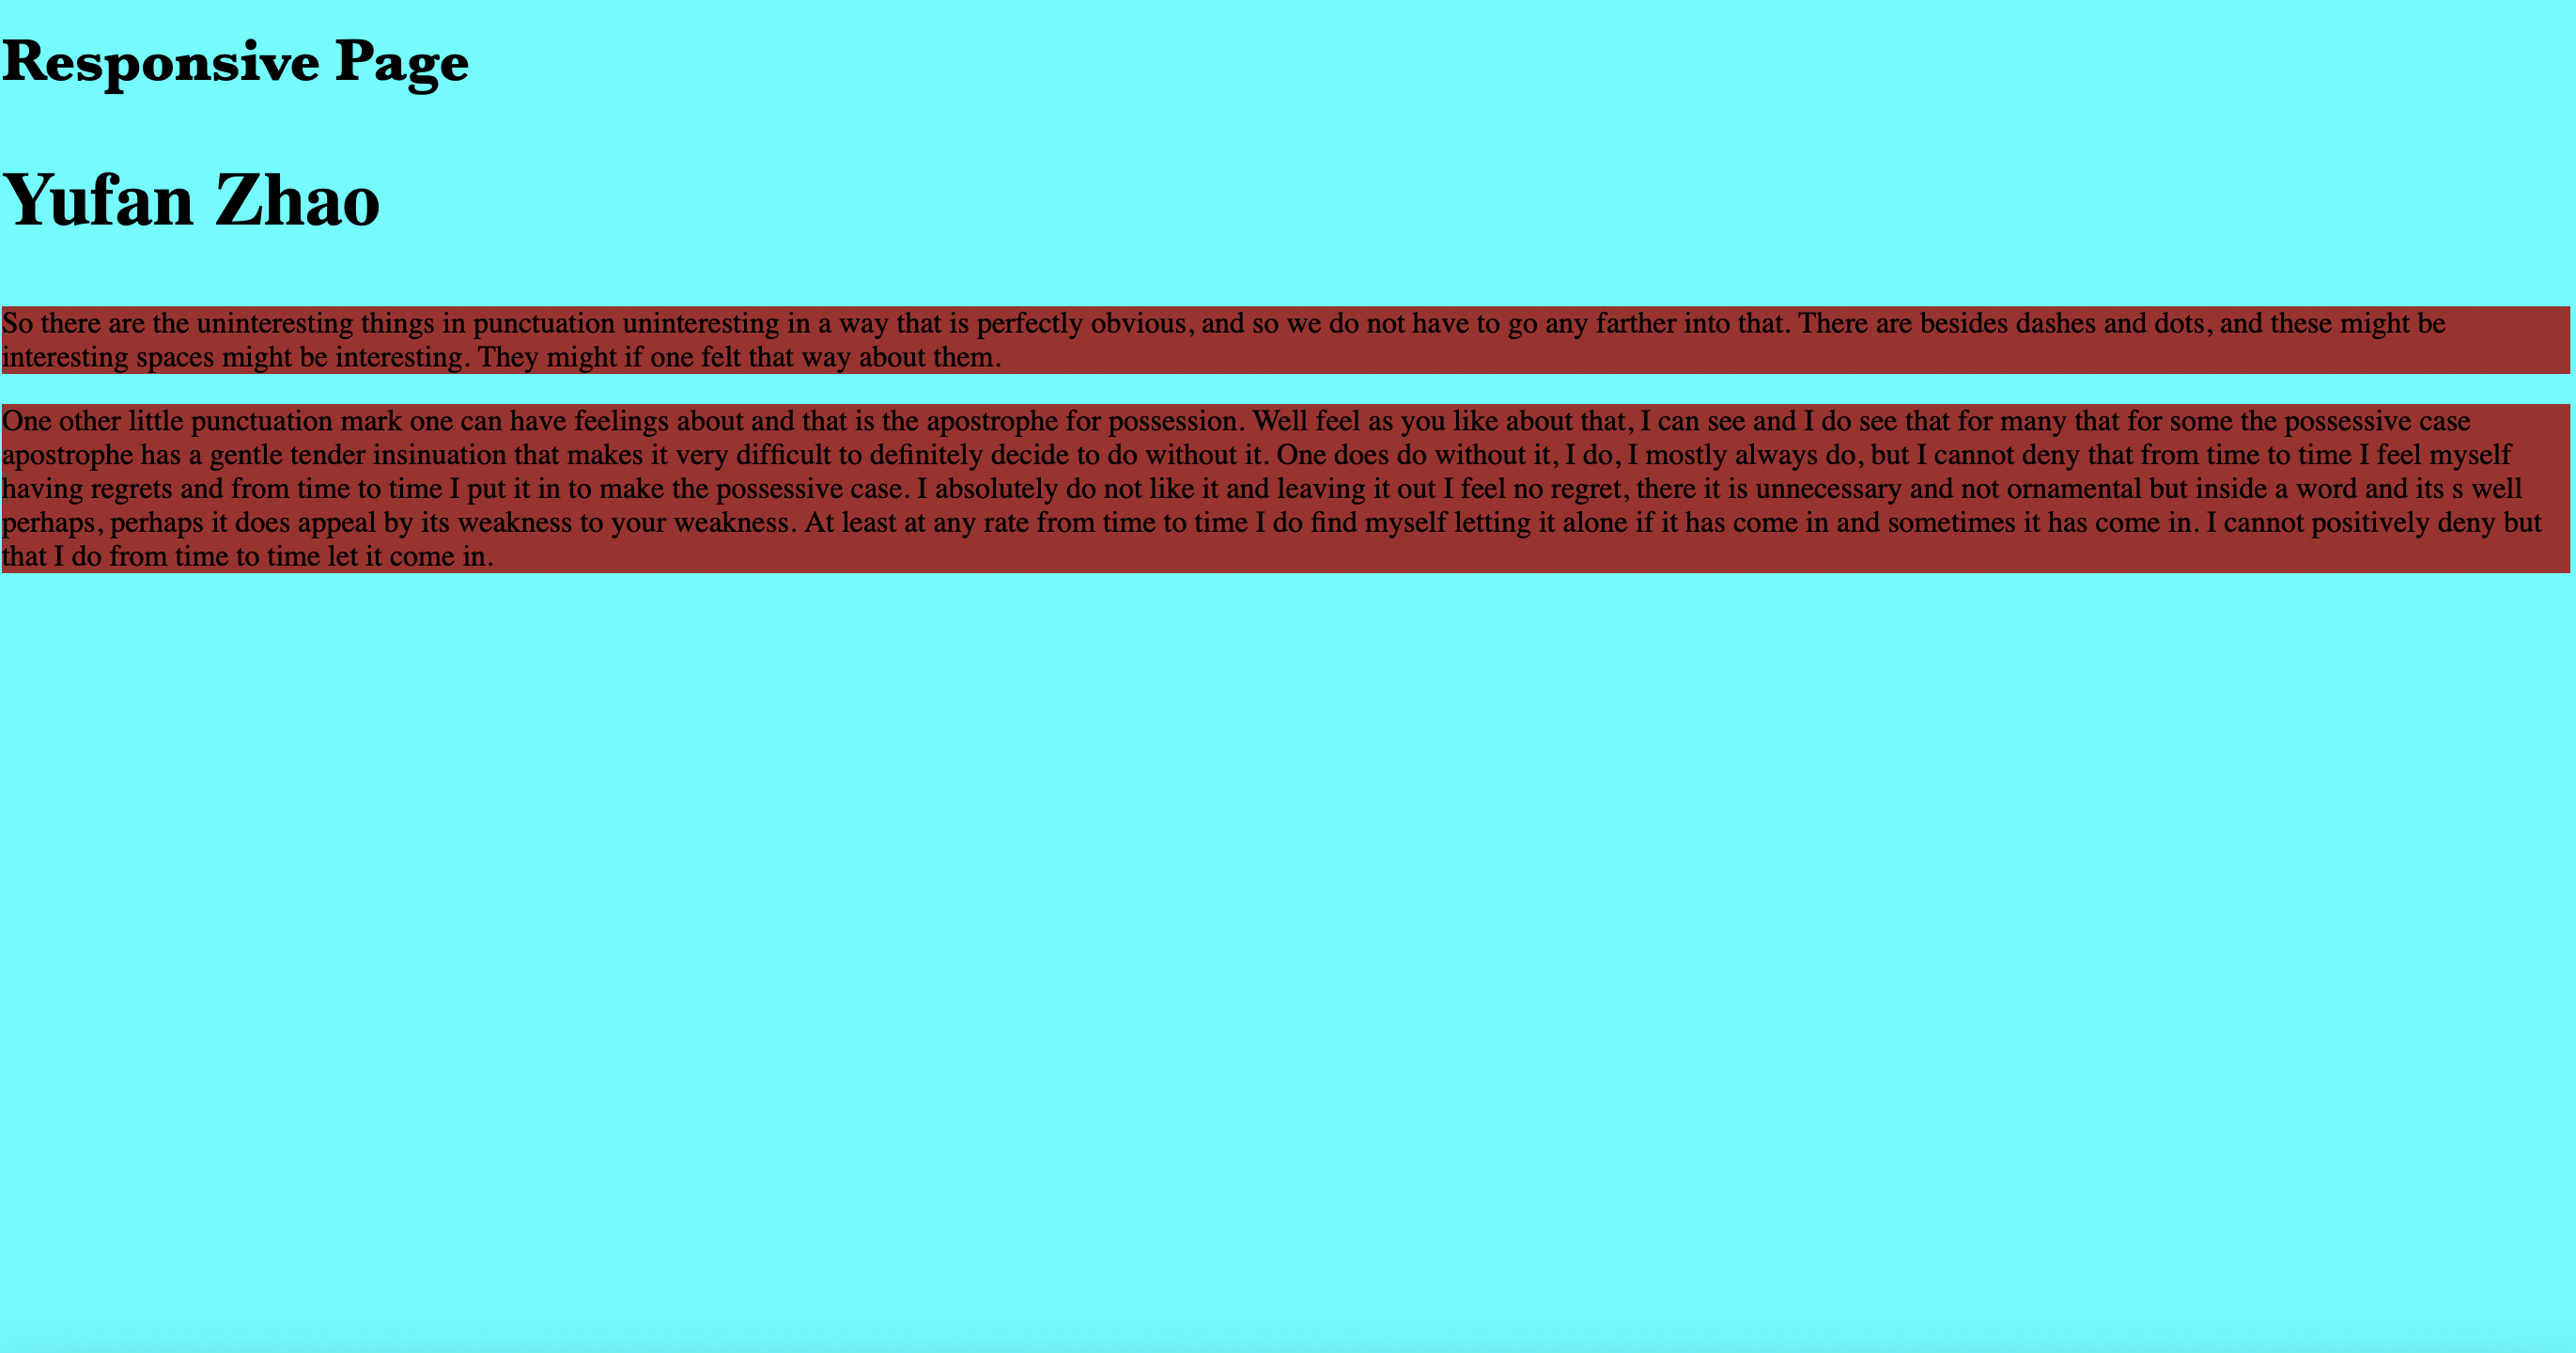 Responsive Page
Yufan Zhao
So there are the uninteresting things in punctuation uninteresting in a way that is perfectly obvious, and so we do not have to go any farther into that. There are besides dashes and dots, and these might be
interesting spaces might be interesting. They might if one felt that way about them.
One other little punctuation mark one can have feelings about and that is the apostrophe for possession. Well feel as you like about that, I can see and I do see that for many that for some the possessive case
apostrophe has a gentle tender insinuation that makes it very difficult to definitely decide to do without it. One does do without it, I do, I mostly always do, but I cannot deny that from time to time I feel myself
having regrets and from time to time I put it in to make the possessive case. I absolutely do not like it and leaving it out I feel no regret, there it is unnecessary and not ornamental but inside a word and its s well
perhaps, perhaps it does appeal by its weakness to your weakness. At least at any rate from time to time I do find myself letting it alone if it has come in and sometimes it has come in. I cannot positively deny but
that I do from time to time let it come in.